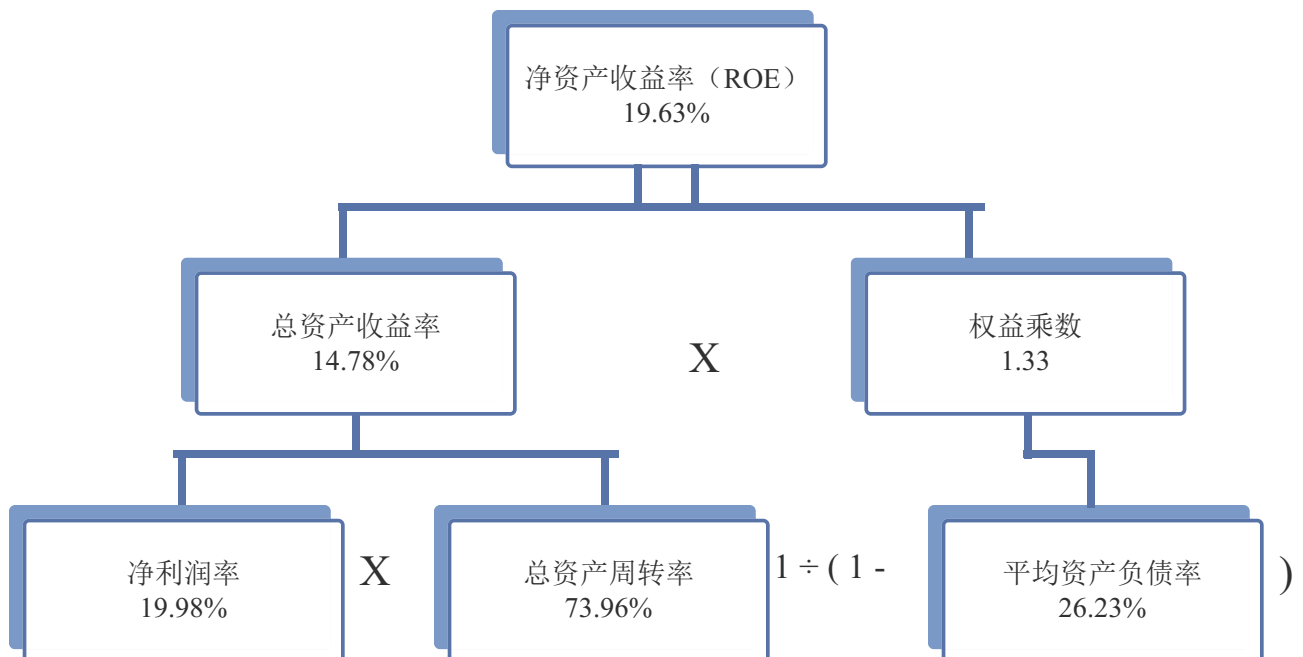 净资产收益率（ROE）
19.63%
总资产收益率
14.78%
X
权益乘数
1.33
净利润率
19.98%
X
总资产周转率
73.96%
1 ÷ ( 1 -
平均资产负债率
26.23%
)